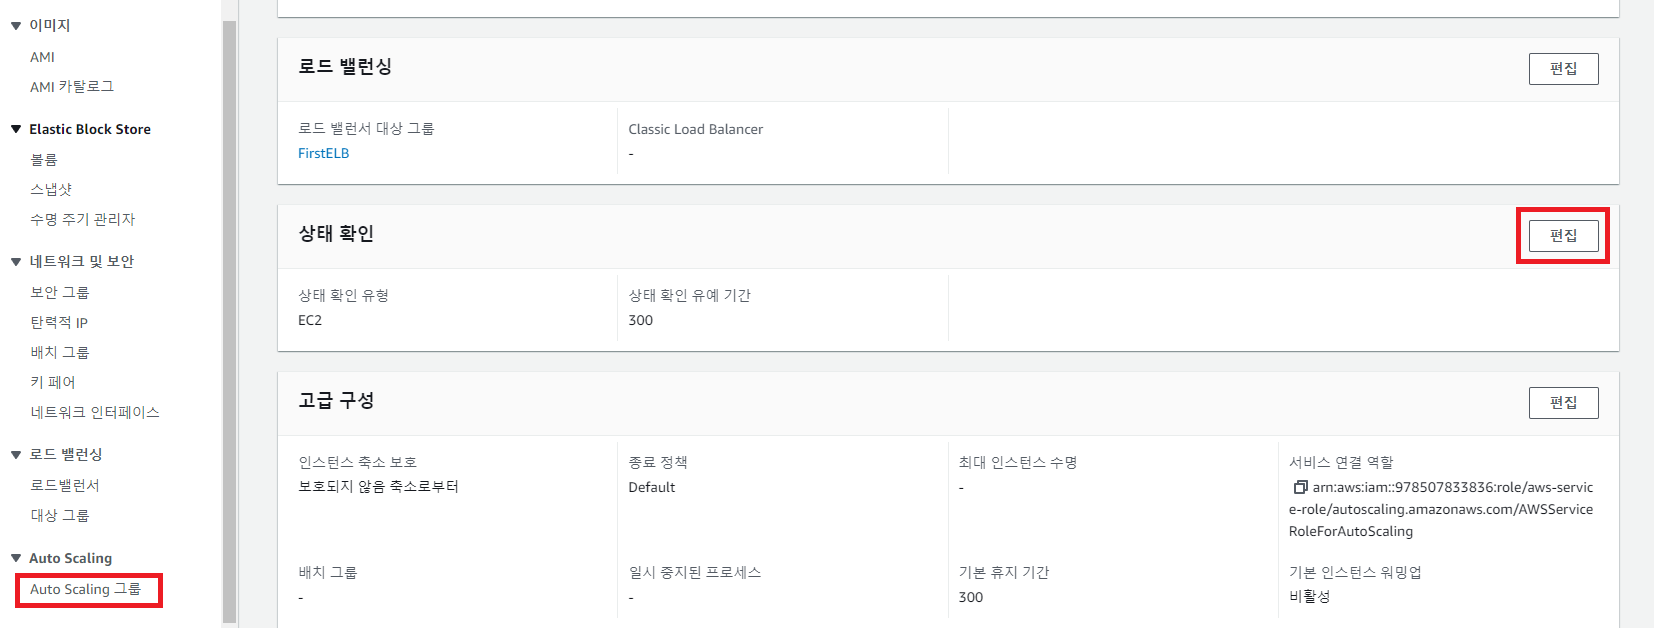 이미지
AMI
AMI 카탈로그
Elastic Block Store
볼륨
스냅샷
수명 주기 관리자
네트워크 및 보안
보안 그룹
탄력적 IP
배치 그룹
키 페어
네트워크 인터페이스
로드 밸런싱
로드밸런서
대상 그룹
Auto Scaling
Auto Scaling 그룹
로드 밸런싱
편집
로드 밸런서 대상 그룹
FirstELB
Classic Load Balancer
-
상태 확인
편집
상태 확인 유형
EC2
상태 확인 유예 기간
300
고급 구성
편집
인스턴스 축소 보호
보호되지 않음 축소로부터
종료 정책
Default
최대 인스턴스 수명
-
서비스 연결 역할
arn:aws:iam::978507833836:role/aws-servic
e-role/autoscaling.amazonaws.com/AWSService
RoleForAutoScaling
배치 그룹
-
일시 중지된 프로세스
-
기본 휴지 기간
300
기본 인스턴스 워밍업
비활성